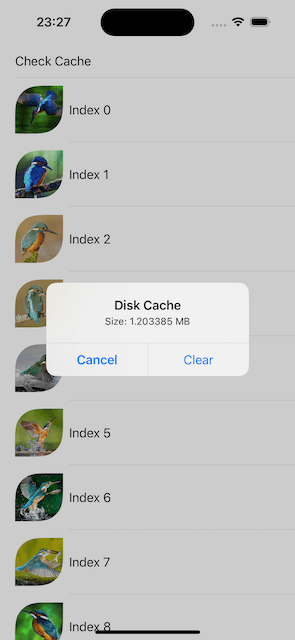 23:27
Check Cache
Index 0
Index 1
Index 2
Disk Cache
Size: 1.203385 MB
Cancel
Clear
Index 5
Index 6
Index 7
Index 8